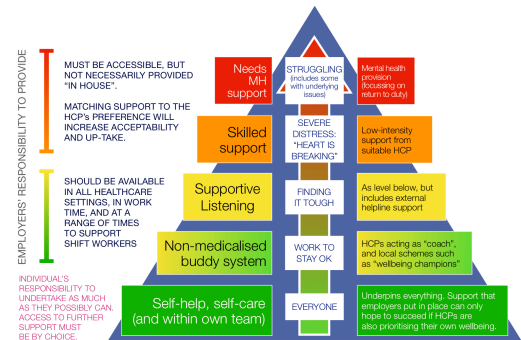 EMPLOYERS' RESPONSIBILITY TO PROVIDE
MUST BE ACCESSIBLE, BUT
NOT NECESSARILY PROVIDED
"IN HOUSE".
MATCHING SUPPORT TO THE
HCP's PREFERENCE WILL
INCREASE ACCEPTABILITY
AND UP-TAKE.
SHOULD BE AVAILABLE
IN ALL HEALTHCARE
SETTINGS, IN WORK
TIME, AND AT A
RANGE OF TIMES
TO SUPPORT
SHIFT WORKERS
INDIVIDUAL'S
RESPONSIBILITY TO
UNDERTAKE AS MUCH
AS THEY POSSIBLY CAN.
ACCESS TO FURTHER
SUPPORT MUST
BE BY CHOICE.
Needs
MH
support
STRUGGLING
(includes some
with underlying
issues)
Mental health
provision
(focussing on
return to duty)
Skilled
support
SEVERE
DISTRESS:
"HEART IS
BREAKING"
Low-intensity
support from
suitable HCP
Supportive
Listening
FINDING
IT TOUGH
As level below, but
includes external
helpline support
Non-medicalised
buddy system
WORK TO
STAY OK
HCPs acting as "coach",
and local schemes such
as "wellbeing champions"
Self-help, self-care
(and within own team)
EVERYONE
Underpins everything. Support that
employers put in place can only
hope to succeed if HCPs are
also prioritising their own wellbeing.